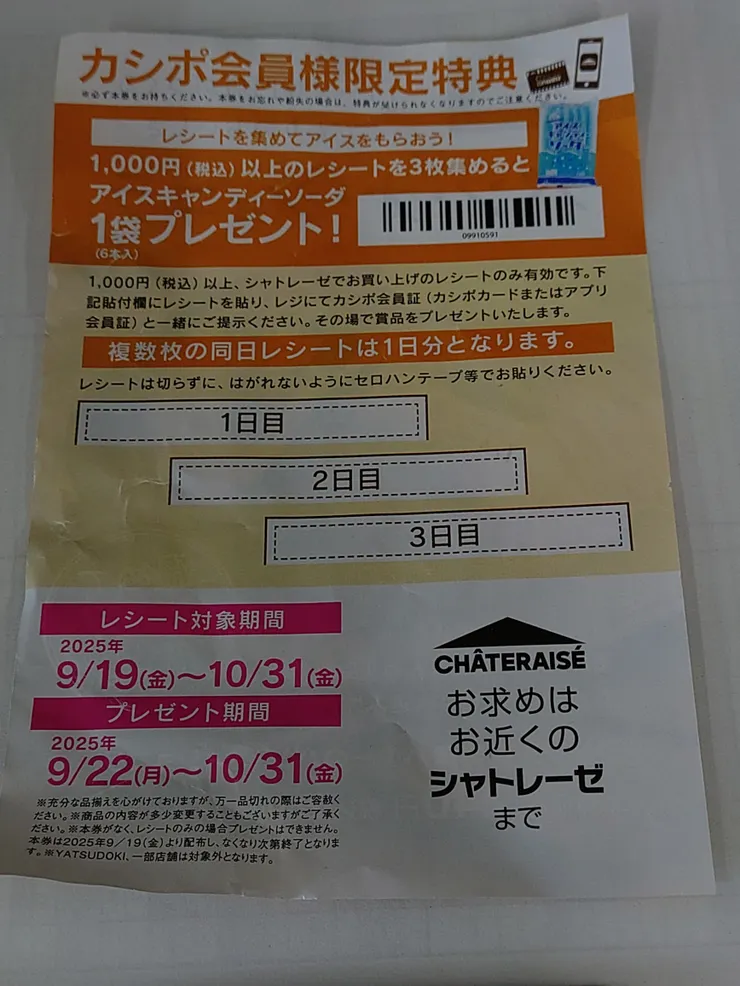 カシポ会員様限定特典
※必ず本券をお持ちください。本券をお忘れや紛失の場合は、特典が受けられなくなりますのでご注意ください。
レシートを集めてアイスをもらおう!
1,000円(税込)以上のレシートを3枚集めると
アイスキャンディーソーダ
1袋プレゼント!
(6本入)
09910591
1,000円(税込)以上、シャトレーゼでお買い上げのレシートのみ有効です。下
記貼付欄にレシートを貼り、レジにてカシポ会員証(カシポカードまたはアプリ
会員証)と一緒にご提示ください。その場で賞品をプレゼントいたします。
複数枚の同日レシートは1日分となります。
レシートは切らずに、はがれないようにセロハンテープ等でお貼りください。
1日目
2日目
3日目
レシート対象期間
2025年
9/19(金)~10/31(金)
プレゼント期間
2025年
9/22(月)~10/31(金)
※充分な品揃えを心がけておりますが、万一品切れの際はご容赦く
ださい。※商品の内容が多少変更することもございますがご了承く
ださい。※本券がなく、レシートのみの場合プレゼントはできません。
本券は2025年9/19(金)より配布し、なくなり次第終了となりま
す。※YATSUDOKI、一部店舗は対象外となります。
CHÂTERAISÉ
お求めは
お近くの
シャトレーゼ
まで